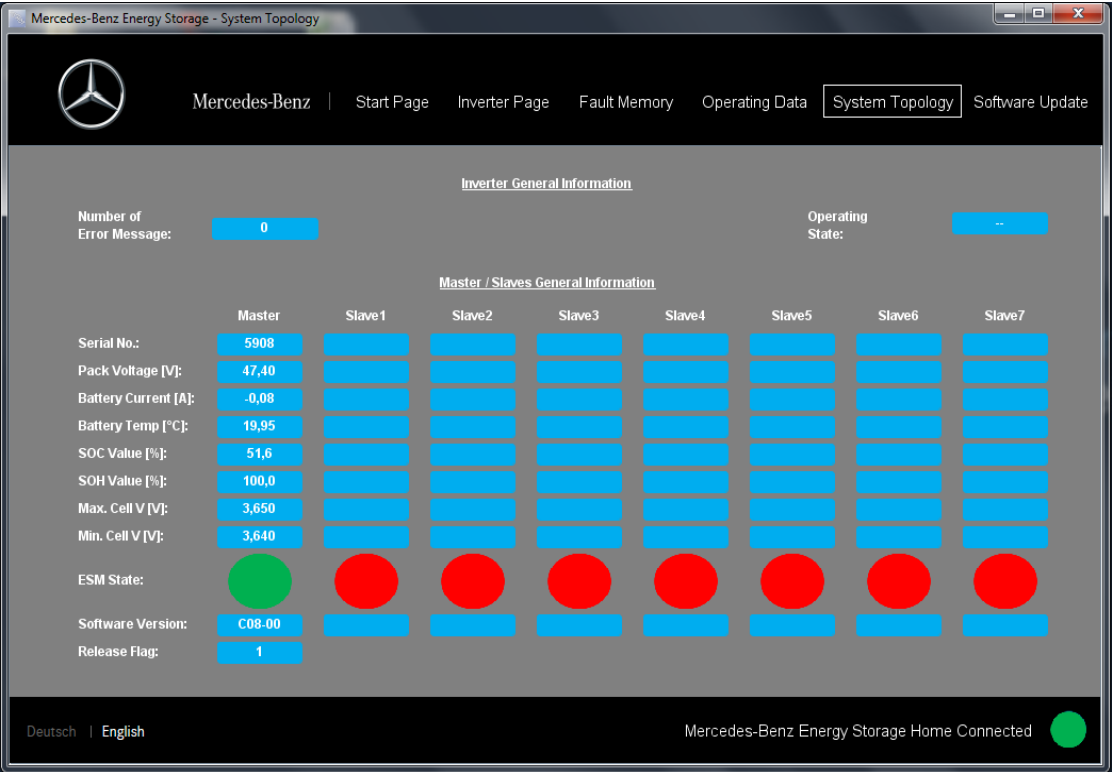 Mercedes-Benz Energy Storage - System Topology
Mercedes-Benz | Start Page Inverter Page Fault Memory Operating Data System Topology Software Update
Inverter General Information
Number of
Error Message: 0
Operating
State: --
Master / Slaves General Information
Master Slave1 Slave2 Slave3 Slave4 Slave5 Slave6 Slave7
Serial No.: 5908
Pack Voltage [V]: 47,40
Battery Current [A]: -0,08
Battery Temp [°C]: 19,95
SOC Value [%]: 51,6
SOH Value [%]: 100,0
Max. Cell V [V]: 3,650
Min. Cell V [V]: 3,640
ESM State:
Software Version: C08-00
Release Flag: 1
Deutsch | English Mercedes-Benz Energy Storage Home Connected